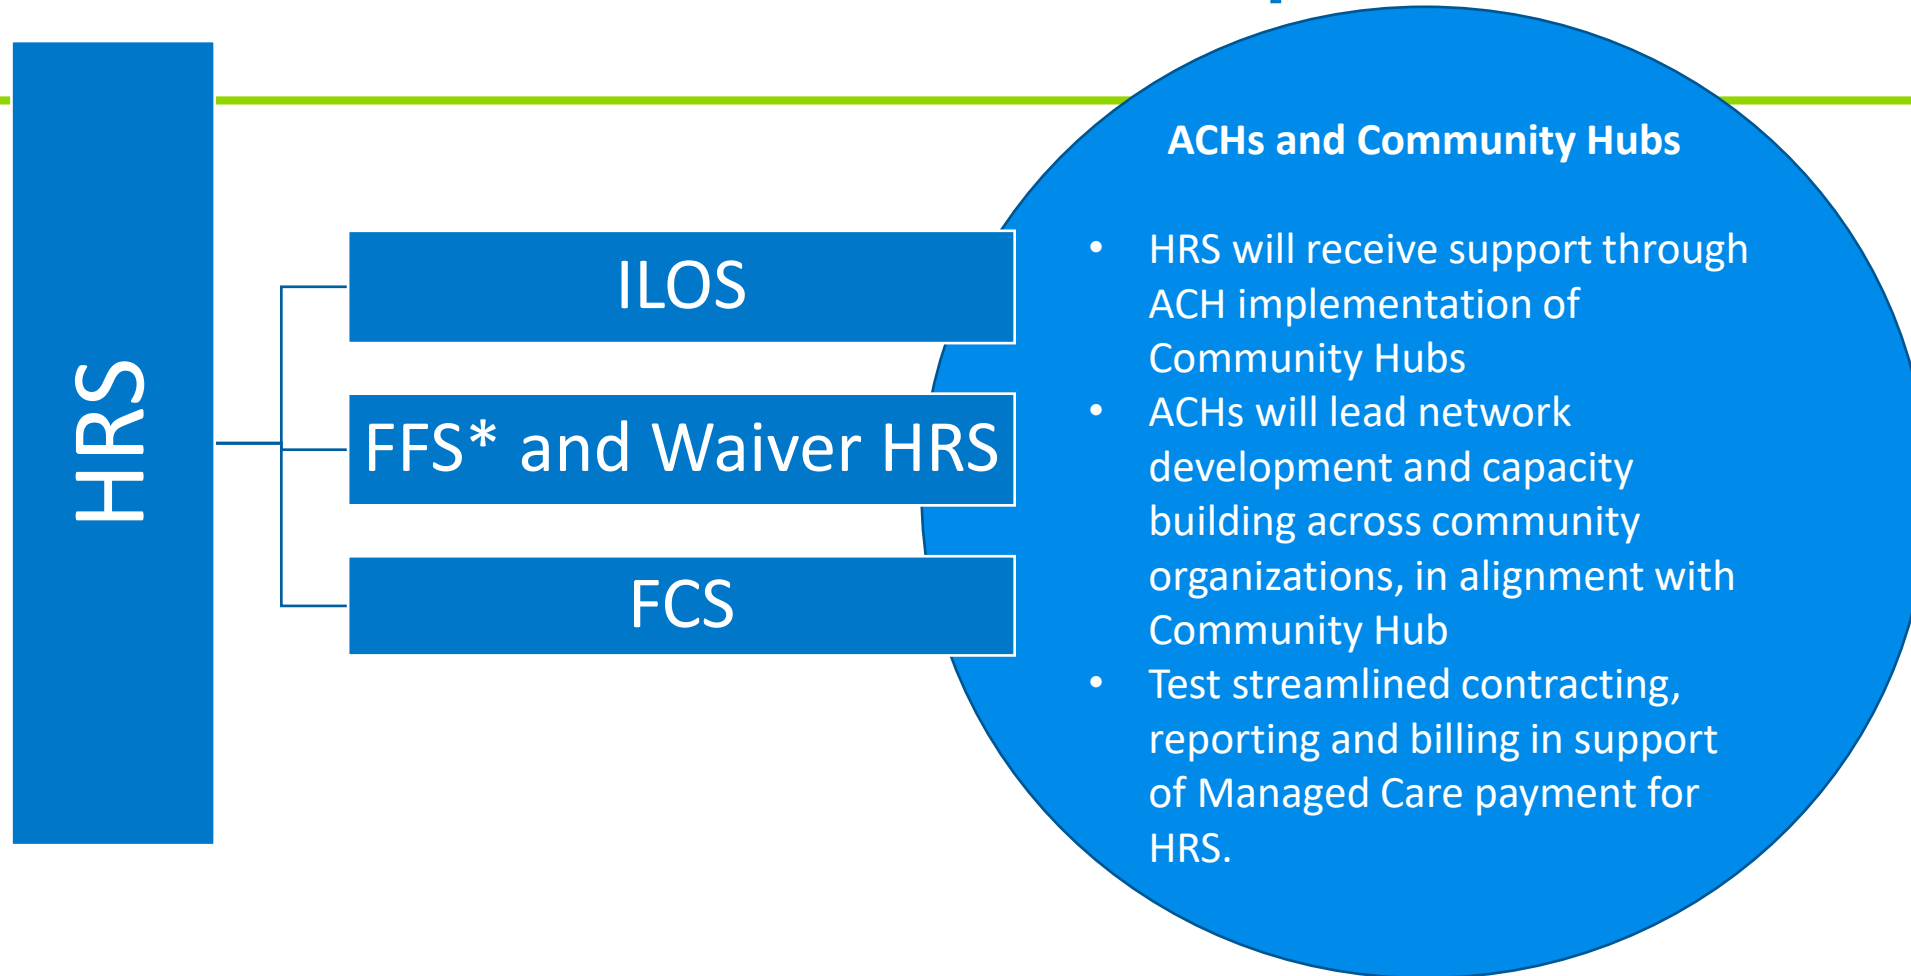 HRS
ILOS
FFS* and Waiver HRS
FCS
ACHs and Community Hubs
• HRS will receive support through
ACH implementation of
Community Hubs
• ACHs will lead network
development and capacity
building across community
organizations, in alignment with
Community Hub
• Test streamlined contracting,
reporting and billing in support
of Managed Care payment for
HRS.